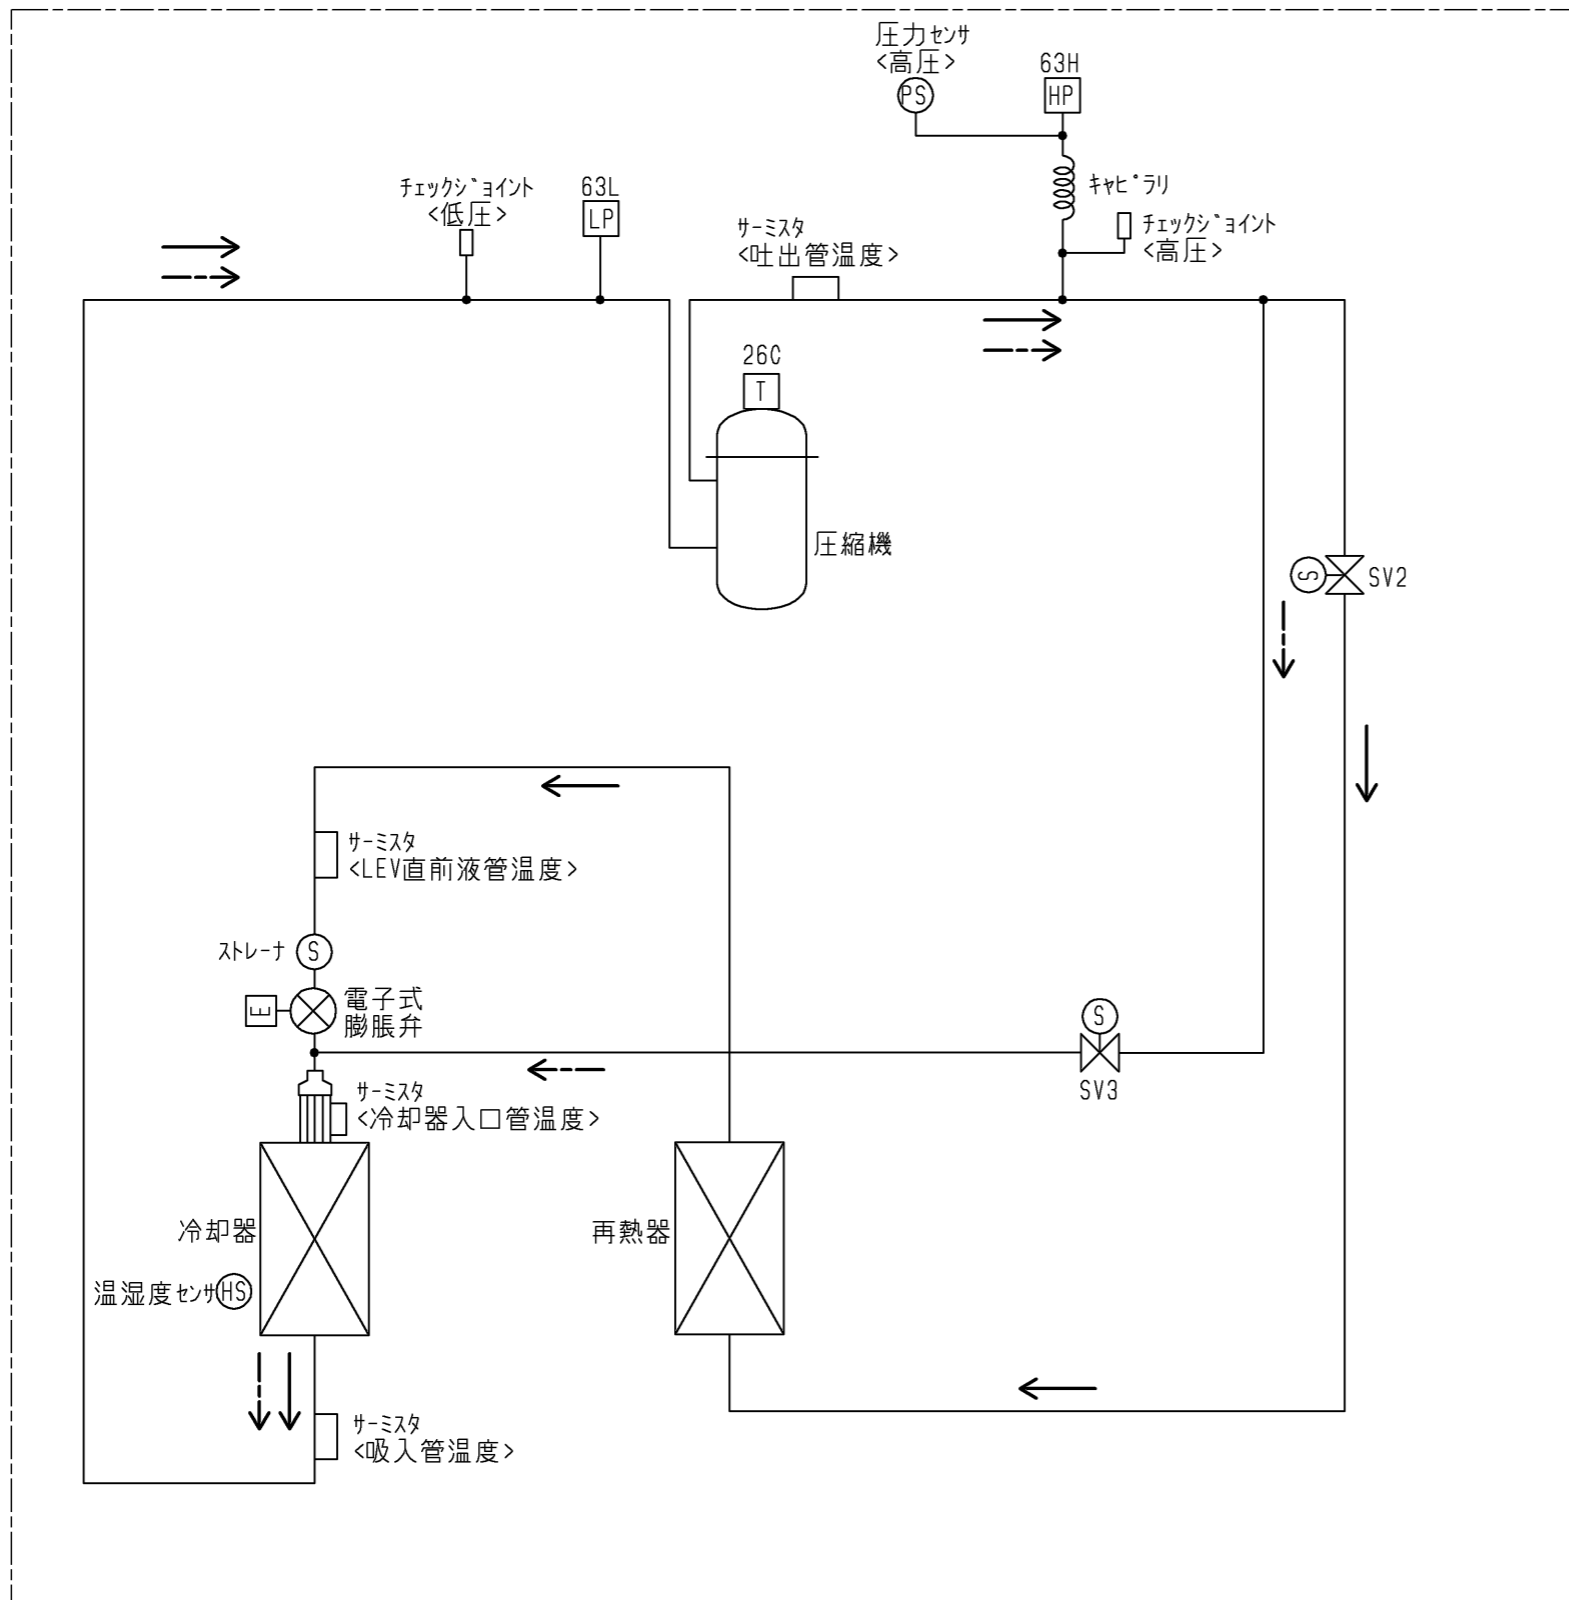 圧力センサ
<高圧>
PS
63H
HP
キャピラリ
チェックジョイント
<高圧>
チェックジョイント
<低圧>
63L
LP
サーミスタ
<吐出管温度>
26C
T
圧縮機
S
SV2
サーミスタ
<LEV直前液管温度>
ストレーナ
S
E
電子式
膨脹弁
S
SV3
サーミスタ
<冷却器入口管温度>
冷却器
再熱器
温湿度センサ HS
サーミスタ
<吸入管温度>